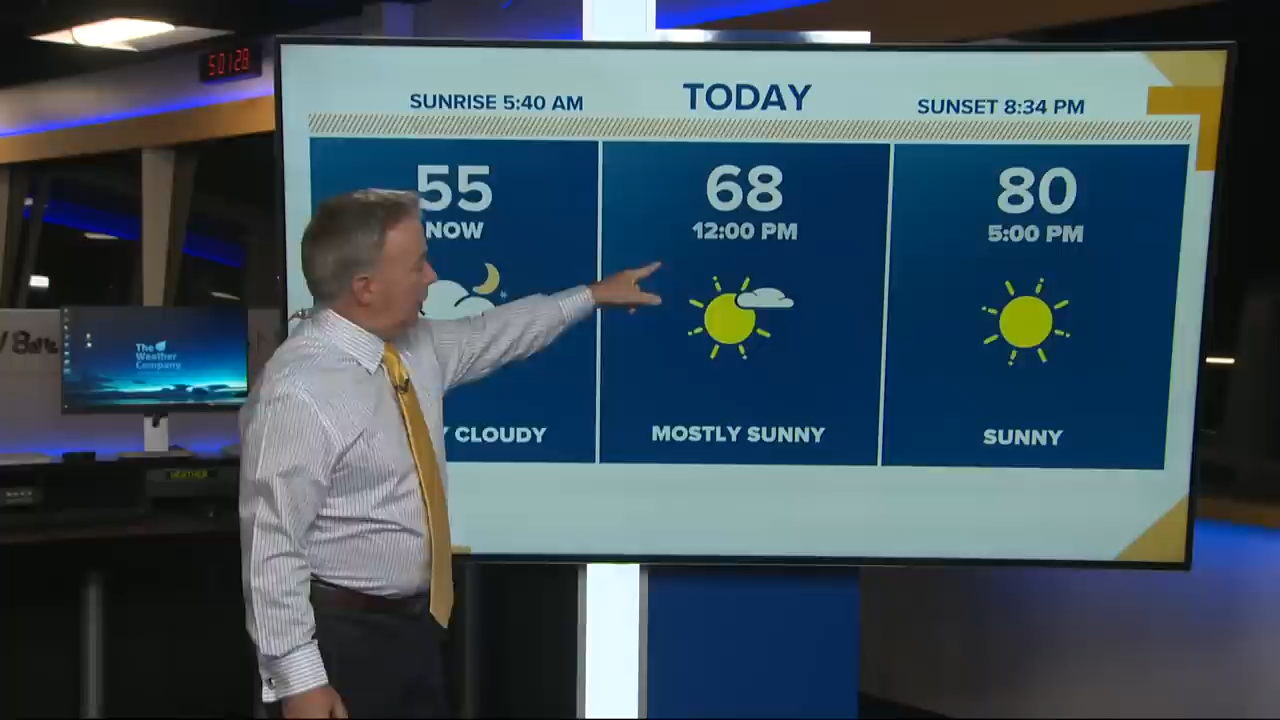 50128
SUNRISE 5:40 AM
TODAY
SUNSET 8:34 PM
55
NOW
68
12:00 PM
80
5:00 PM
The
Weather
Company
Y CLOUDY
MOSTLY SUNNY
SUNNY
WEATHER